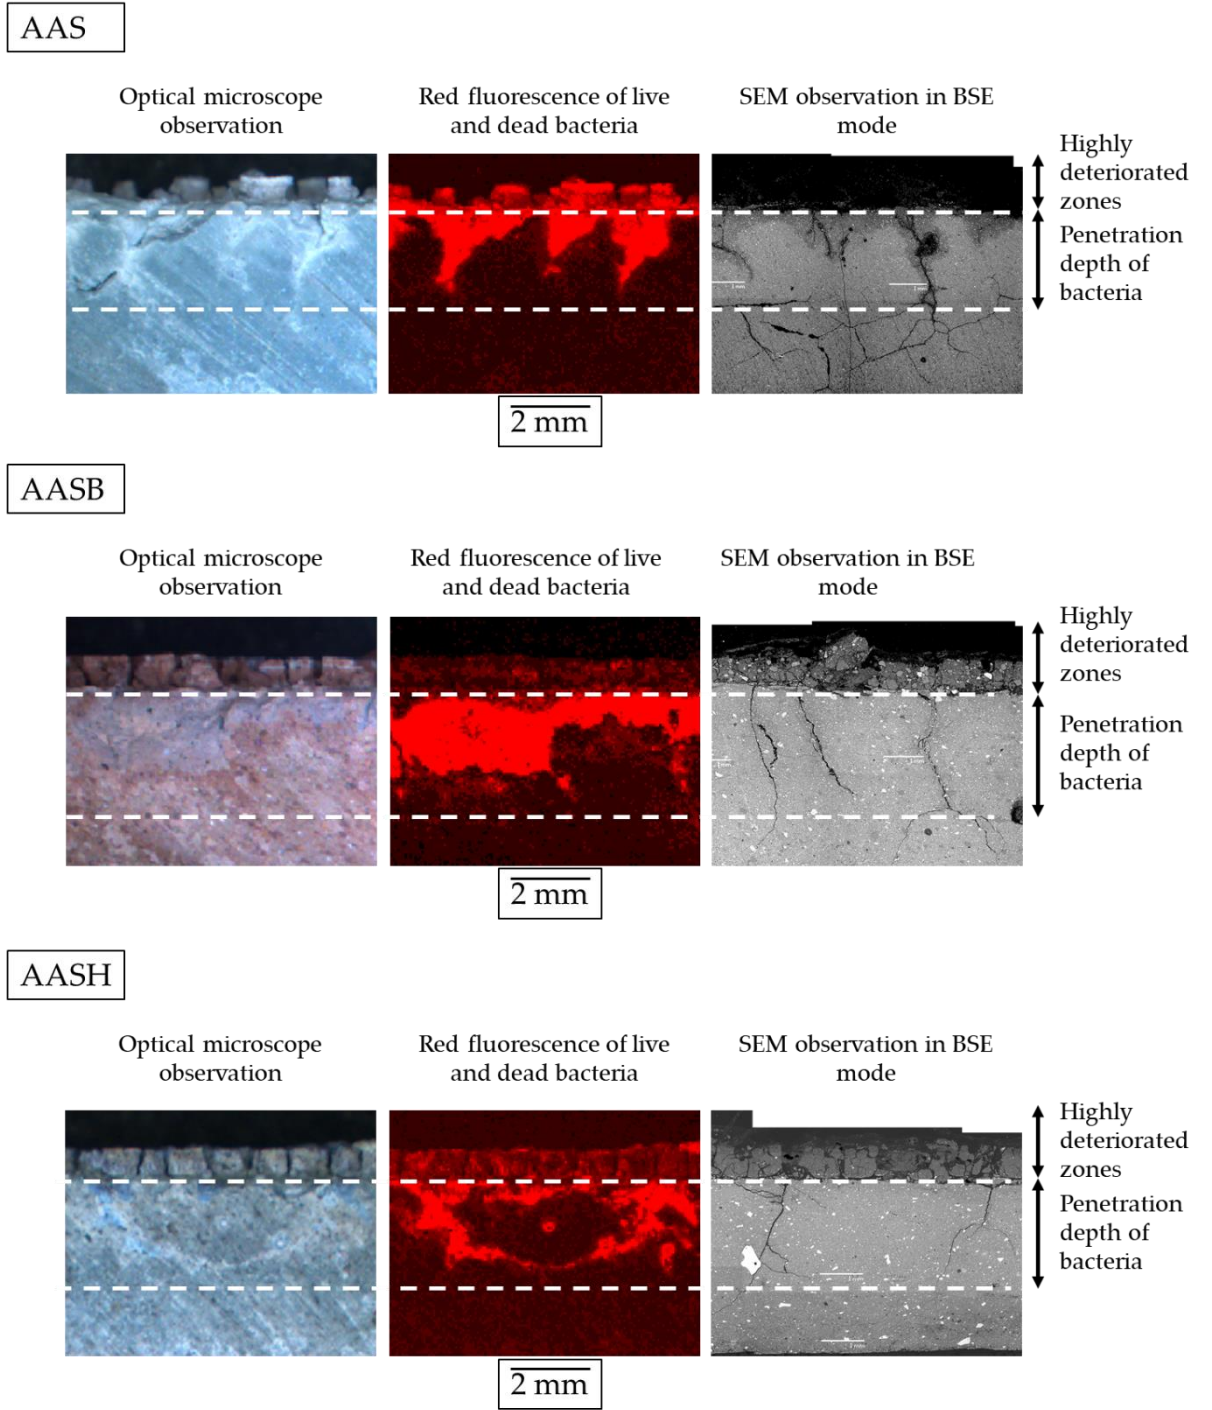 AAS
Optical microscope
observation
Red fluorescence of live
and dead bacteria
SEM observation in BSE
mode
Highly
deteriorated
zones
Penetration
depth of
bacteria
2 mm
AASB
Optical microscope
observation
Red fluorescence of live
and dead bacteria
SEM observation in BSE
mode
Highly
deteriorated
zones
Penetration
depth of
bacteria
2 mm
AASH
Optical microscope
observation
Red fluorescence of live
and dead bacteria
SEM observation in BSE
mode
Highly
deteriorated
zones
Penetration
depth of
bacteria
2 mm